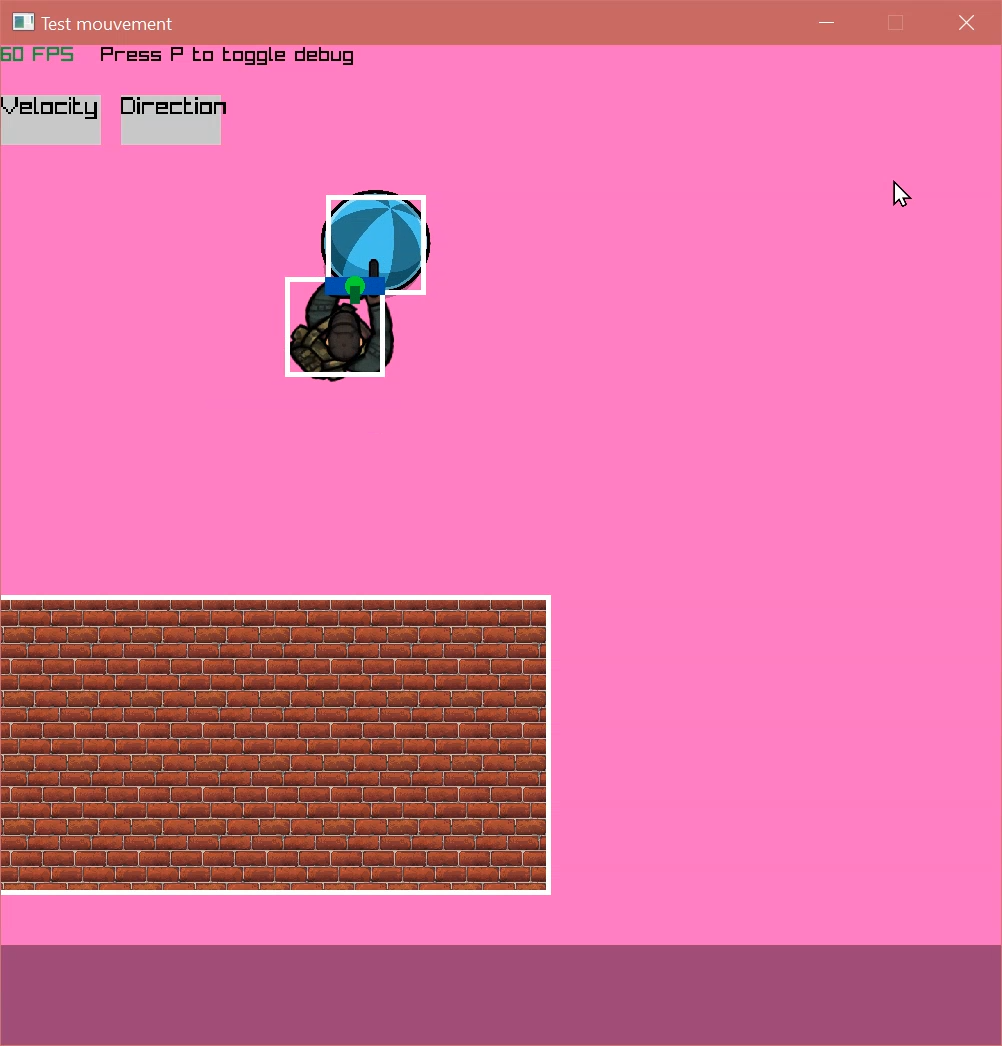 Test mouvement
60 FPS Press P to toggle debug
Velocity Direction